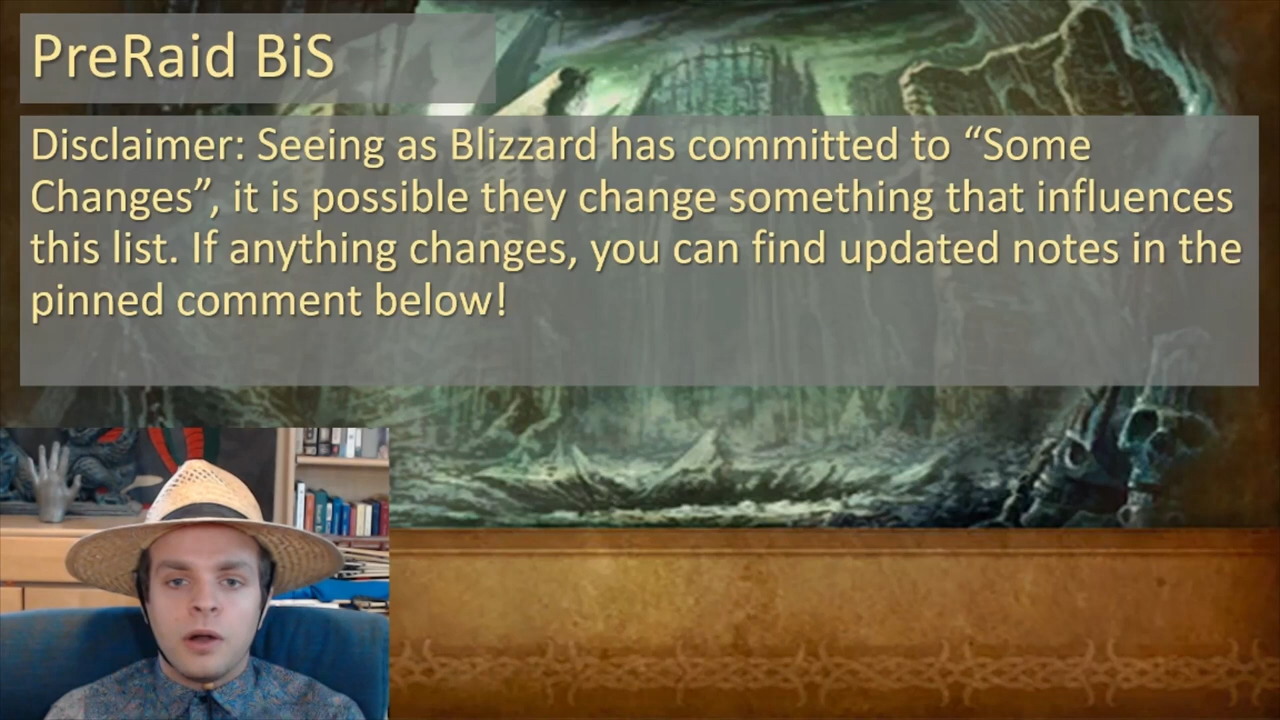 PreRaid BiS
Disclaimer: Seeing as Blizzard has committed to “Some
Changes”, it is possible they change something that influences
this list. If anything changes, you can find updated notes in the
pinned comment below!